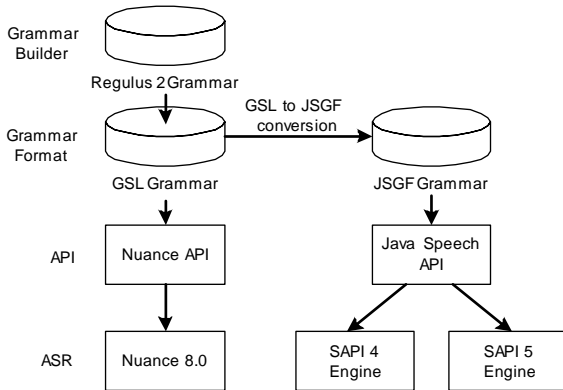 Grammar
Builder
Regulus 2 Grammar
GSL to JSGF
conversion
Grammar
Format
GSL Grammar
JSGF Grammar
API
Nuance API
Java Speech
API
ASR
Nuance 8.0
SAPI 4
Engine
SAPI 5
Engine